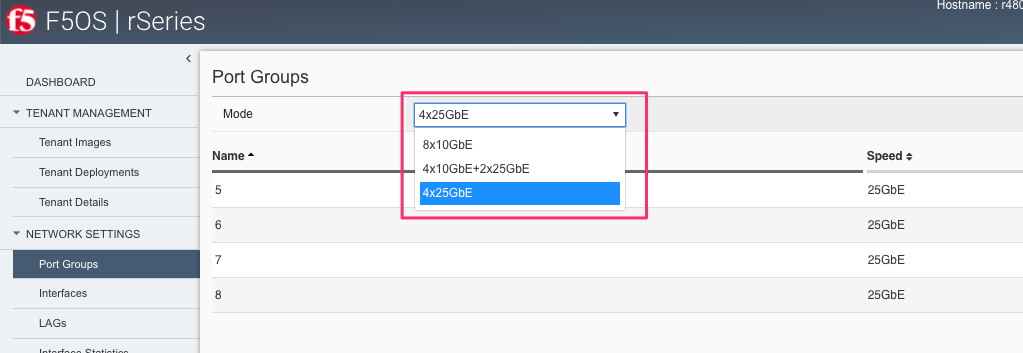 Hostname : r480
f5 F5OS | rSeries
DASHBOARD
TENANT MANAGEMENT
Tenant Images
Tenant Deployments
Tenant Details
NETWORK SETTINGS
Port Groups
Interfaces
LAGs
Interface Statistics
Port Groups
Mode
4x25GbE
8x10GbE
4x10GbE+2x25GbE
4x25GbE
Name
Speed
5
25GbE
6
25GbE
7
25GbE
8
25GbE